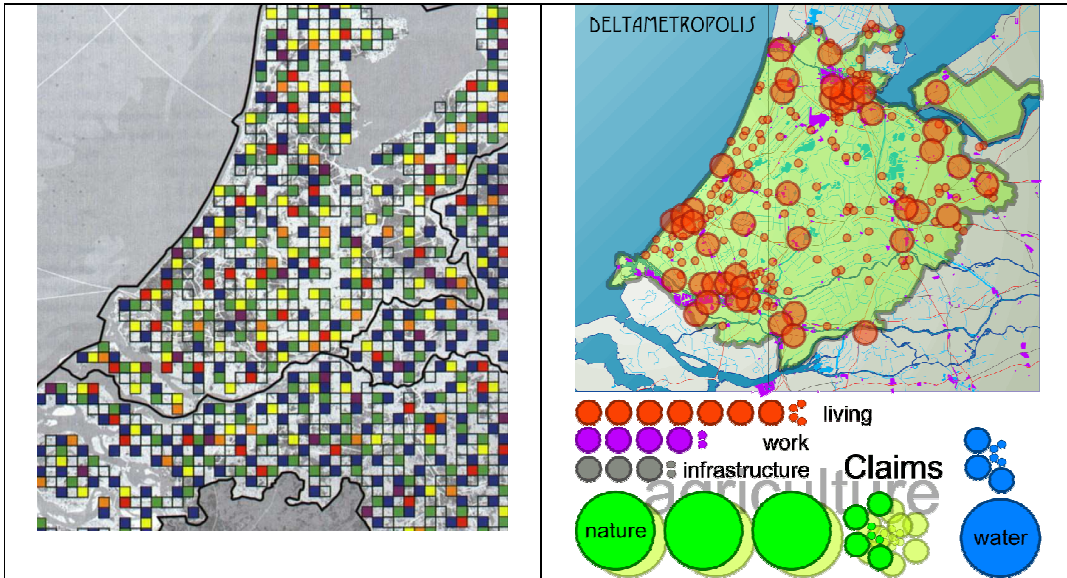 DELTAMETROPOLIS
living
work
infrastructure
Claims
agriculture
nature
water